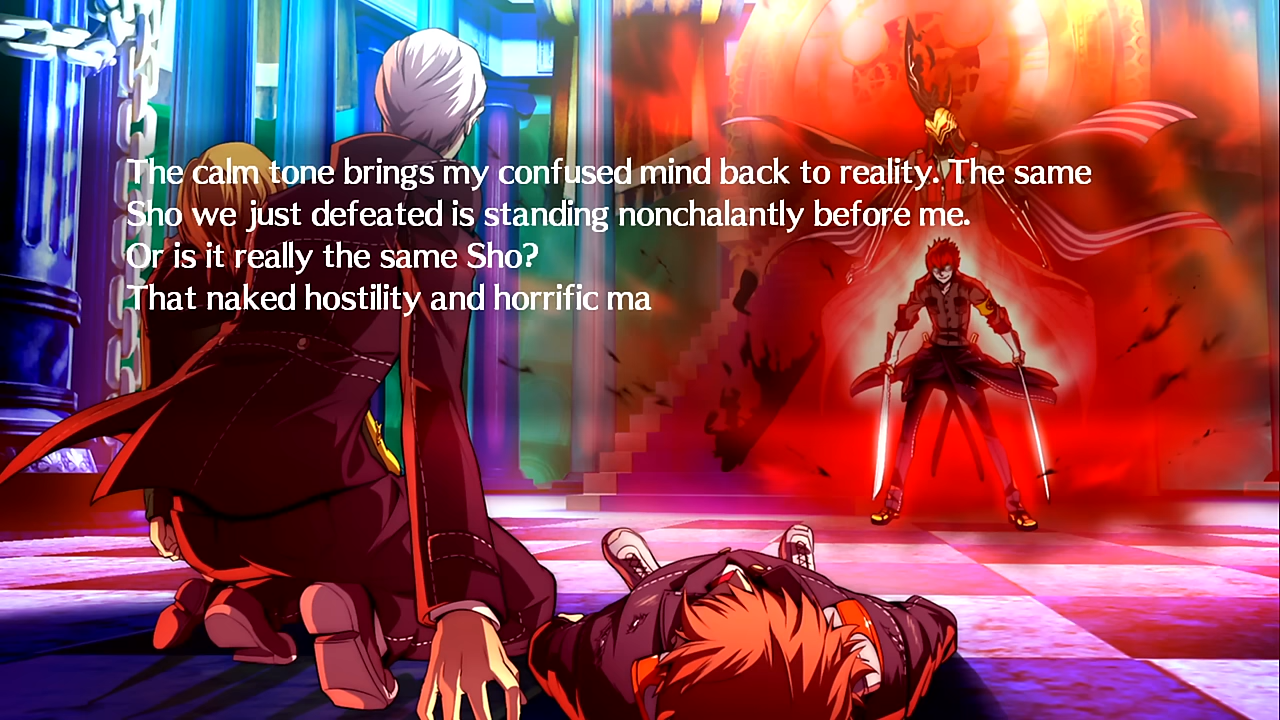 The calm tone brings my confused mind back to reality. The same
Sho we just defeated is standing nonchalantly before me.
Or is it really the same Sho?
That naked hostility and horrific ma